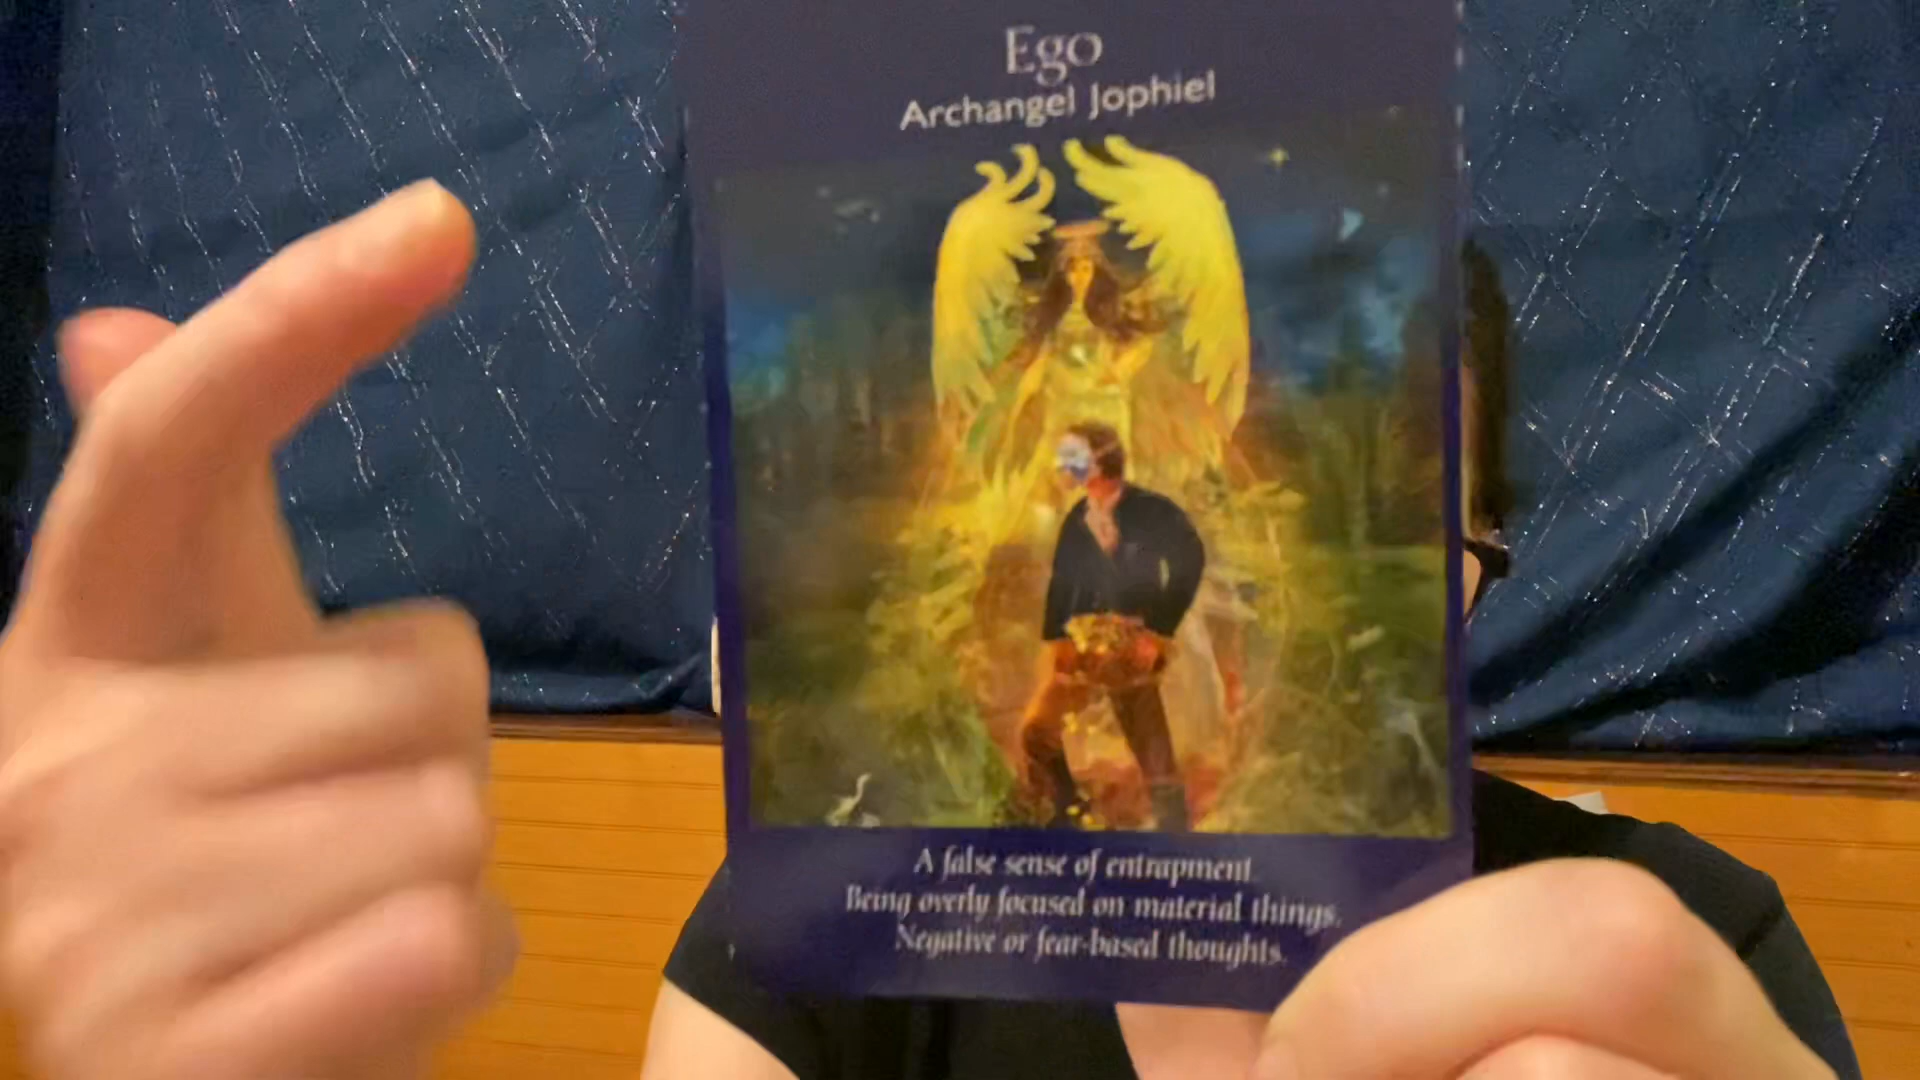 Ego
Archangel Jophiel
A false sense of entrapment.
Being overly focused on material things.
Negative or fear-based thoughts.